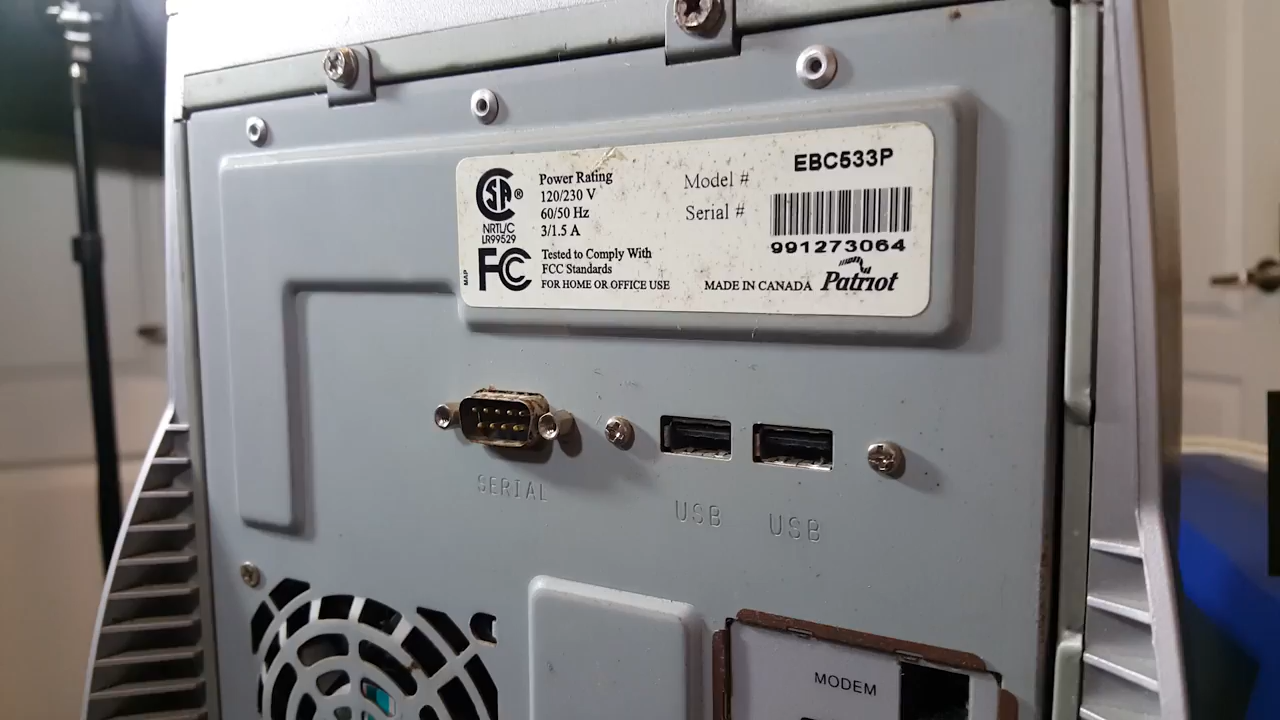 EBC533P
Power Rating
Model #
120/230 V
60/50 Hz
Serial #
3/1.5 A
NRTL/C
LR99529
991273064
FC
Tested to Comply With
FCC Standards
MAP
FOR HOME OR OFFICE USE
MADE IN CANADA
Patriot
SERIAL
USB
USB
MODEM